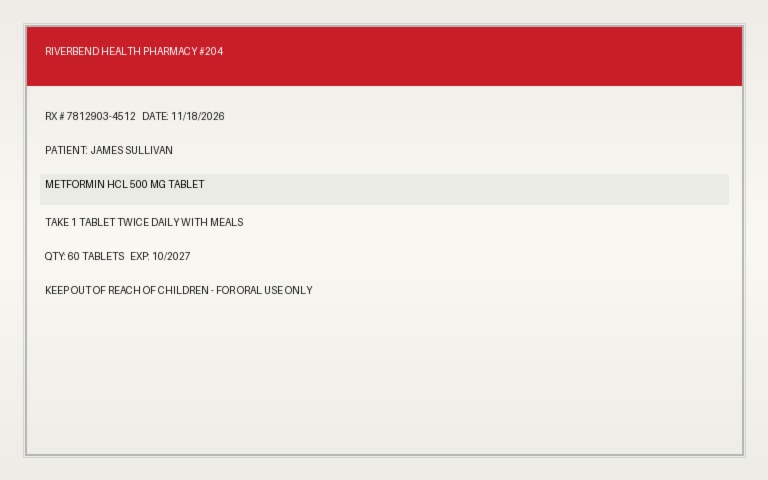 RIVERBEND HEALTH PHARMACY #204
RX # 7812903-4512 DATE: 11/18/2026
PATIENT: JAMES SULLIVAN
METFORMIN HCL 500 MG TABLET
TAKE 1 TABLET TWICE DAILY WITH MEALS
QTY: 60 TABLETS EXP: 10/2027
KEEP OUT OF REACH OF CHILDREN - FOR ORAL USE ONLY